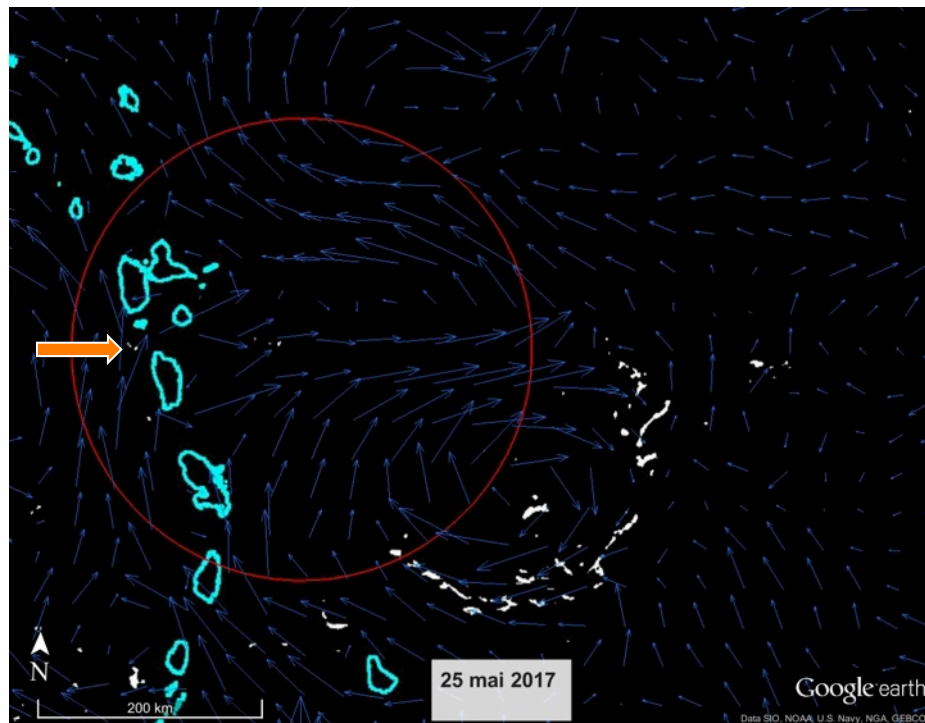 N
200 km
25 mai 2017
Google earth
Data SIO, NOAA, U.S. Navy, NGA, GEBCO